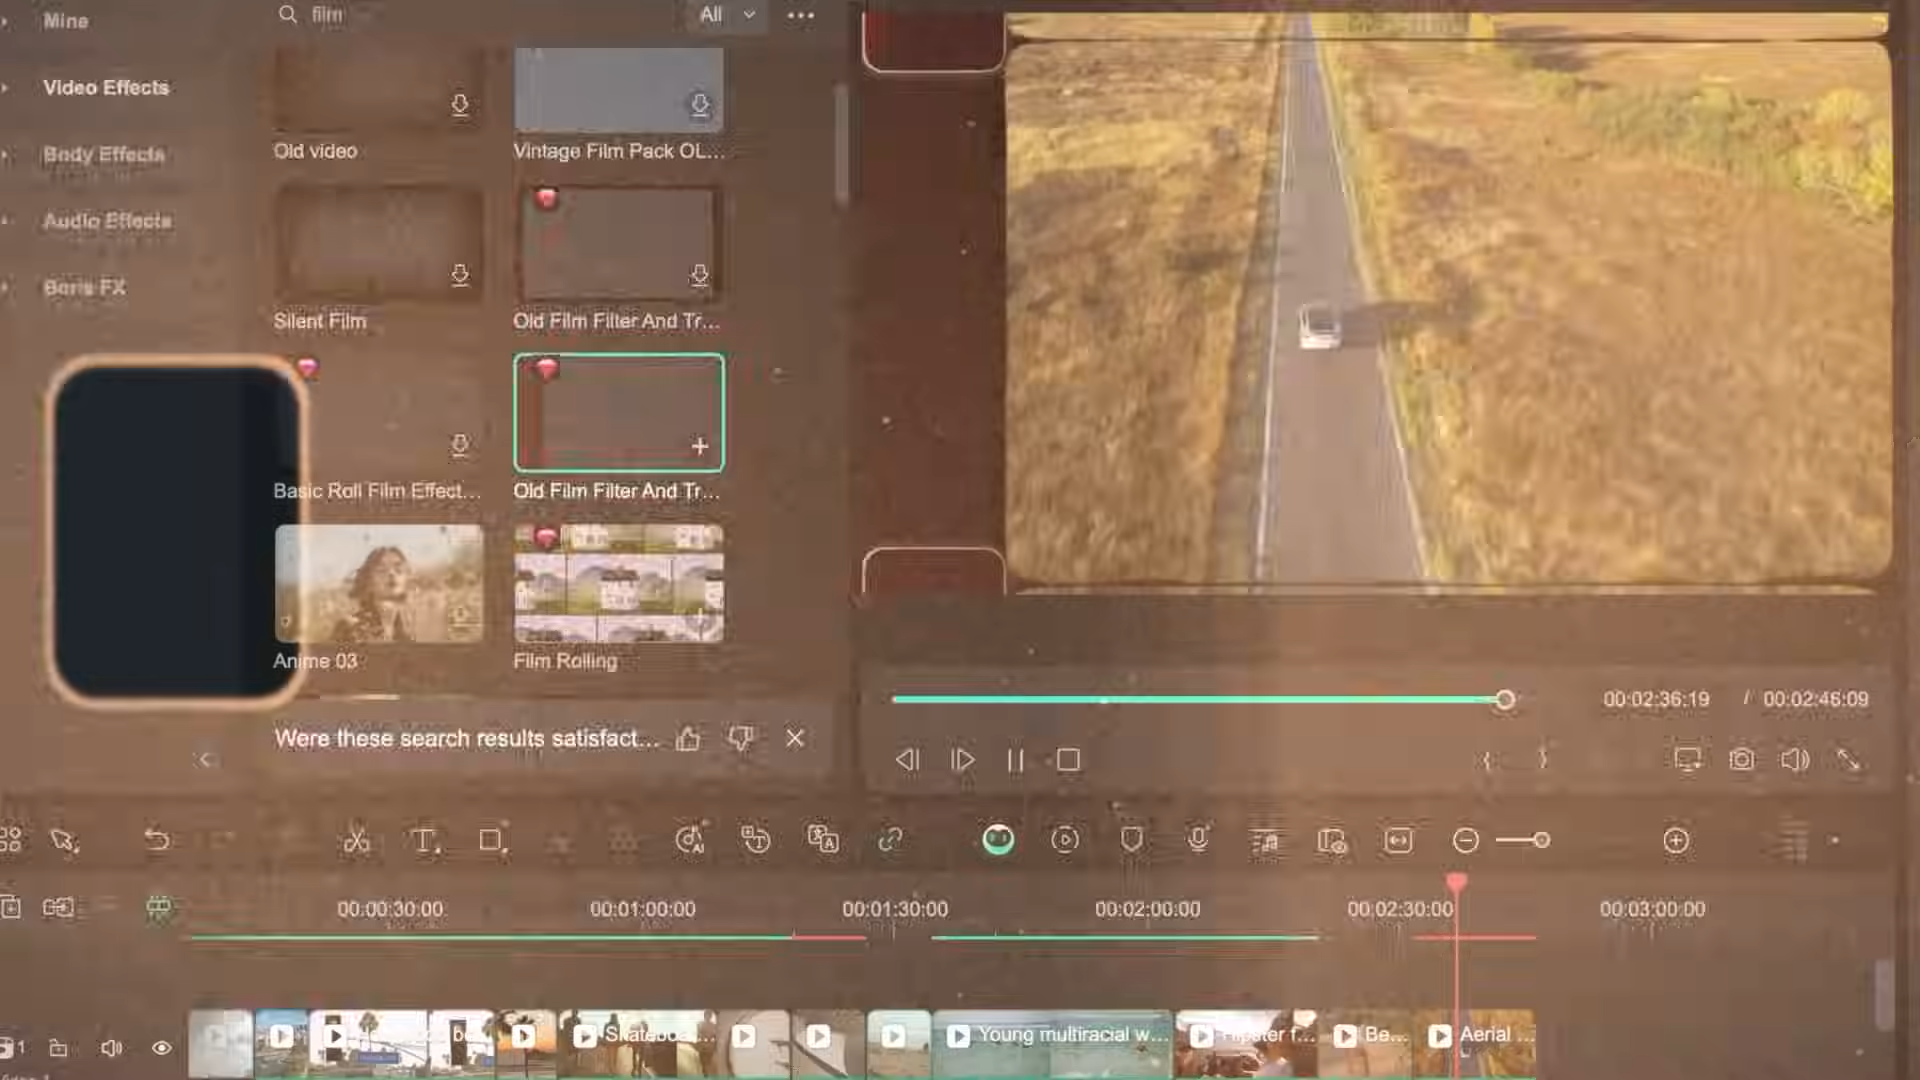 Mine
film
All
Video Effects
Body Effects
Audio Effects
Boris FX
Old video
Vintage Film Pack OL...
Silent Film
Old Film Filter And Tr...
Basic Roll Film Effect...
Old Film Filter And Tr...
Anime 03
Film Rolling
Were these search results satisfact...
00:02:36:19 / 00:02:46:09
00:00:30:00
00:01:00:00
00:01:30:00
00:02:00:00
00:02:30:00
00:03:00:00
1
Skateboa...
Young multiracial w...
Hipster f...
Be...
Aerial ...